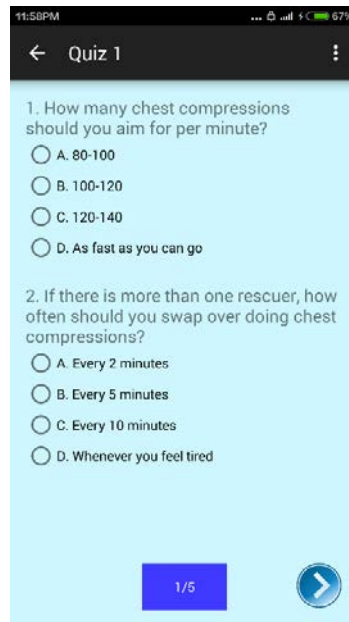 11:58PM ... 67%
Quiz 1
1. How many chest compressions
should you aim for per minute?
A. 80-100
B. 100-120
C. 120-140
D. As fast as you can go
2. If there is more than one rescuer, how
often should you swap over doing chest
compressions?
A. Every 2 minutes
B. Every 5 minutes
C. Every 10 minutes
D. Whenever you feel tired
1/5